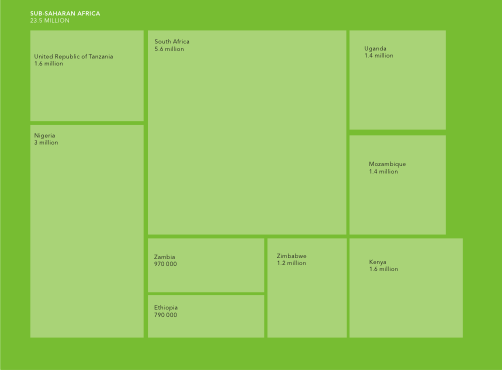 SUB-SAHARAN AFRICA
23.5 MILLION
United Republic of Tanzania
1.6 million
South Africa
5.6 million
Uganda
1.4 million
Nigeria
3 million
Mozambique
1.4 million
Zambia
970 000
Zimbabwe
1.2 million
Kenya
1.6 million
Ethiopia
790 000